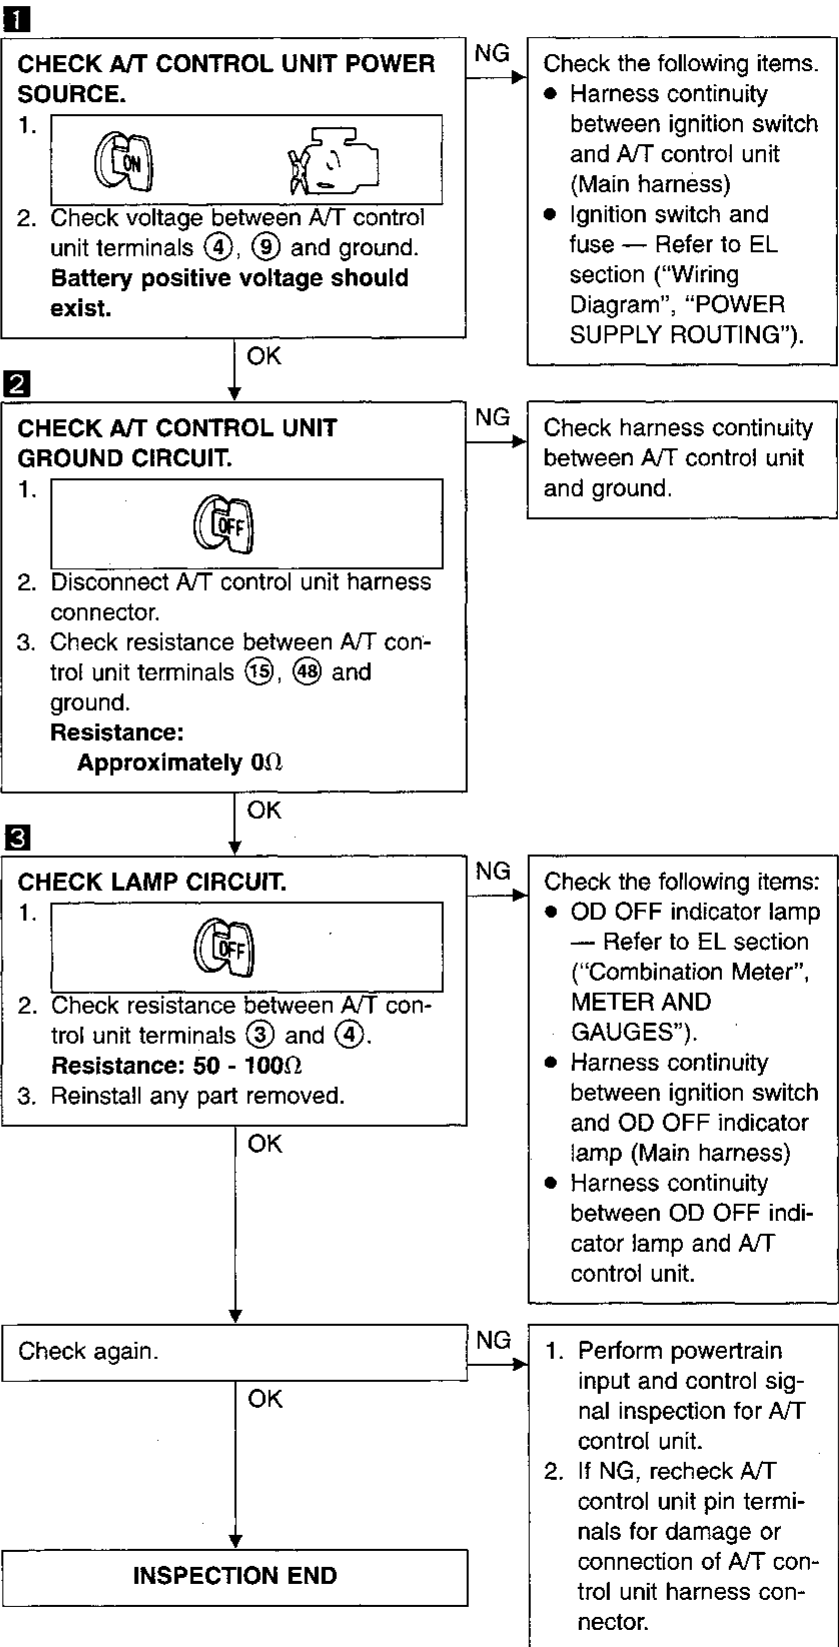 1
CHECK A/T CONTROL UNIT POWER
SOURCE.
1.
ON
2. Check voltage between A/T control
unit terminals ④, ⑨ and ground.
Battery positive voltage should
exist.
NG
Check the following items.
● Harness continuity
between ignition switch
and A/T control unit
(Main harness)
● Ignition switch and
fuse — Refer to EL
section (“Wiring
Diagram”, “POWER
SUPPLY ROUTING”).
OK
2
CHECK A/T CONTROL UNIT
GROUND CIRCUIT.
1.
OFF
2. Disconnect A/T control unit harness
connector.
3. Check resistance between A/T con-
trol unit terminals ⑮, ㊽ and
ground.
Resistance:
Approximately 0Ω
NG
Check harness continuity
between A/T control unit
and ground.
OK
3
CHECK LAMP CIRCUIT.
1.
OFF
2. Check resistance between A/T con-
trol unit terminals ③ and ④.
Resistance: 50 - 100Ω
3. Reinstall any part removed.
NG
Check the following items:
● OD OFF indicator lamp
— Refer to EL section
(“Combination Meter”,
METER AND
GAUGES”).
● Harness continuity
between ignition switch
and OD OFF indicator
lamp (Main harness)
● Harness continuity
between OD OFF indi-
cator lamp and A/T
control unit.
OK
Check again.
NG
1. Perform powertrain
input and control sig-
nal inspection for A/T
control unit.
2. If NG, recheck A/T
control unit pin termi-
nals for damage or
connection of A/T con-
trol unit harness con-
nector.
OK
INSPECTION END